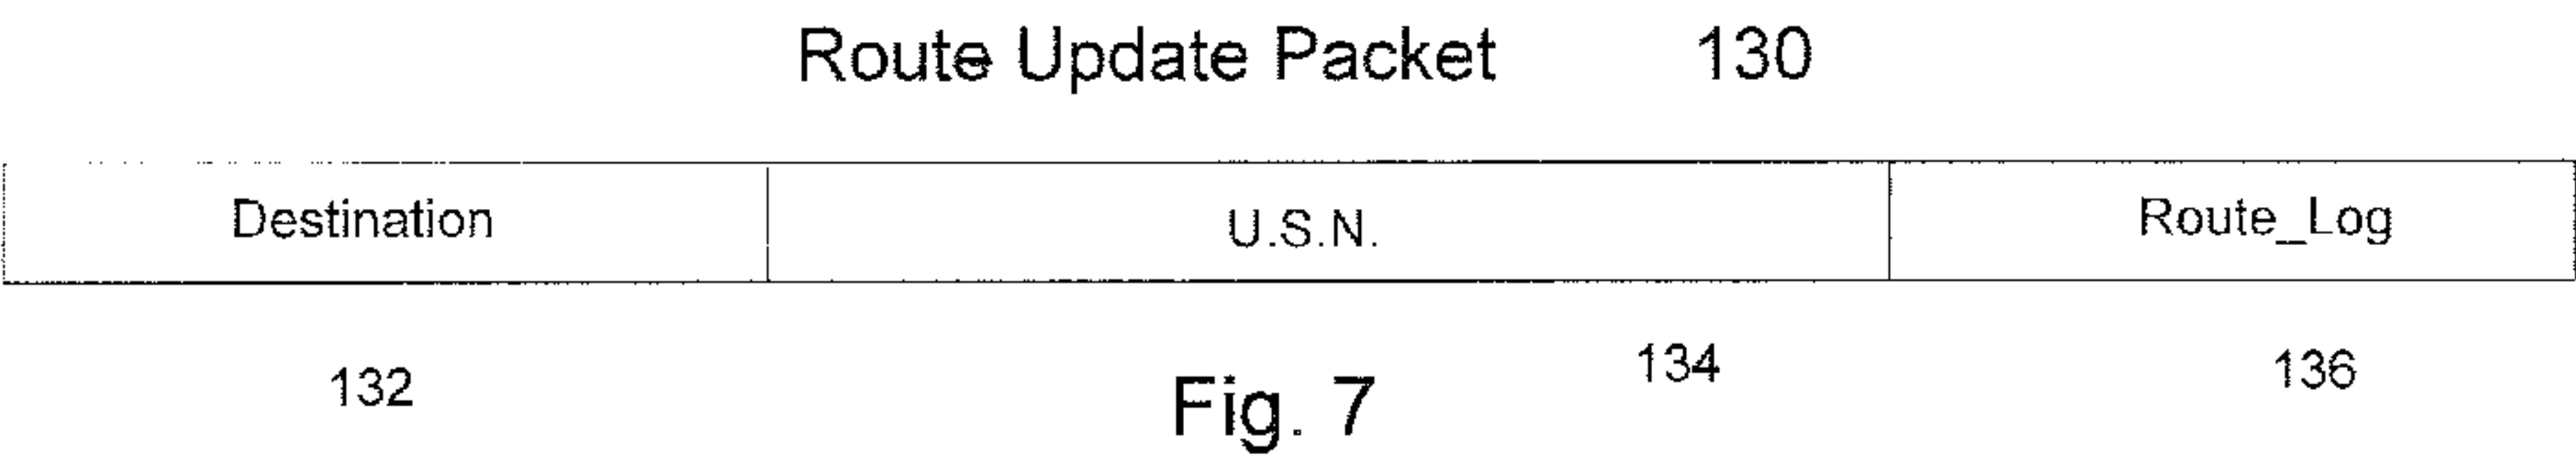 Route Update Packet 130
Destination U.S.N. Route_Log
132 134 136
Fig. 7